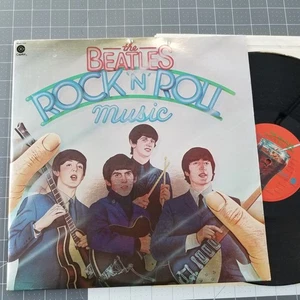 the
BEATLES
ROCK 'N' ROLL
music